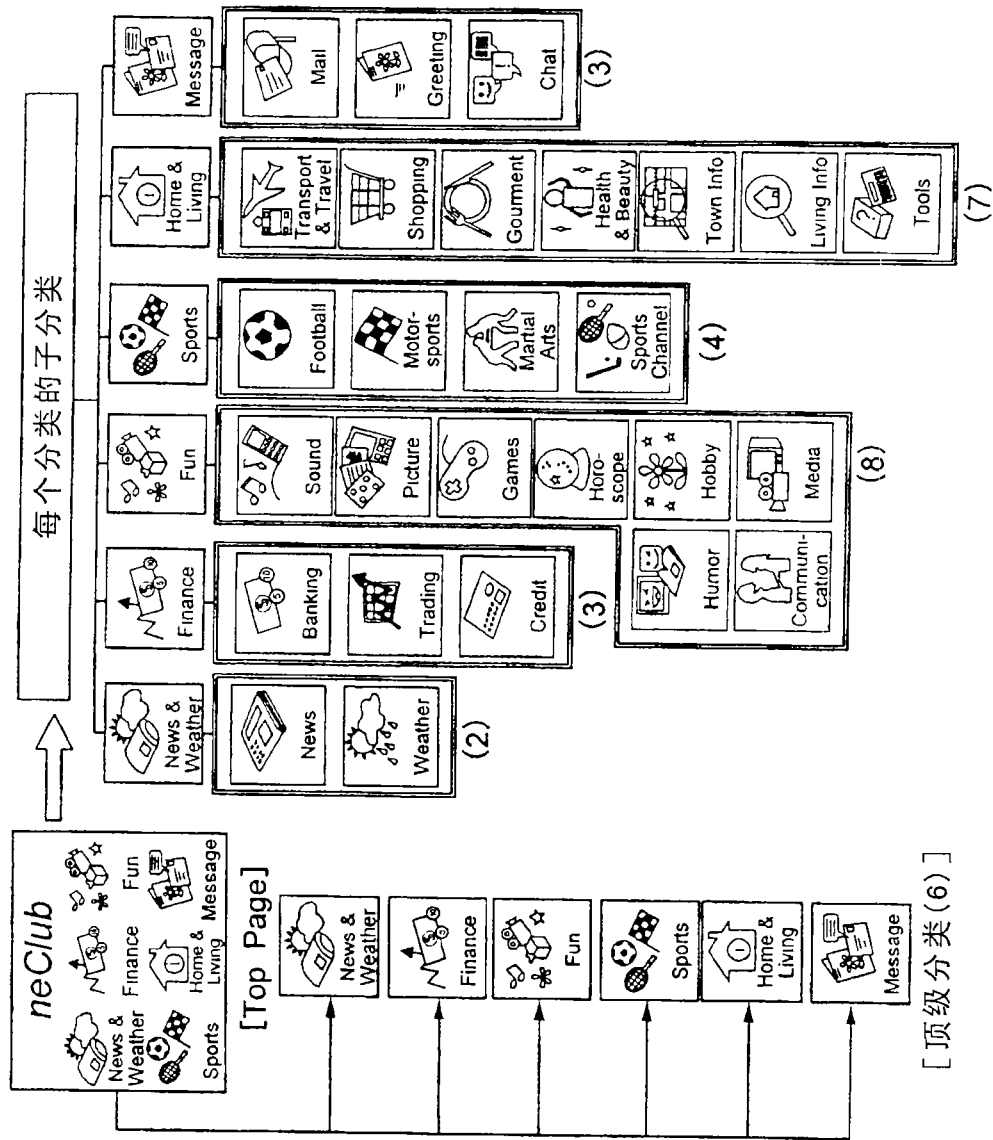 neClub
News &
Weather
Finance
Fun
Sports
Home &
Living
Message
[Top Page]
News &
Weather
Finance
Fun
Sports
Home &
Living
Message
[顶级分类(6)]
每个分类的子分类
News &
Weather
News
Weather
(2)
Finance
Banking
Trading
Credit
(3)
Fun
Sound
Picture
Games
Horo-
scope
Hobby
Media
Humor
Communi-
cation
(8)
Sports
Football
Motor-
sports
Martial
Arts
Sports
Channel
(4)
Home &
Living
Transport
& Travel
Shopping
Gourment
Health
& Beauty
Town Info
Living Info
Tools
(7)
Message
Mail
Greeting
Chat
(3)